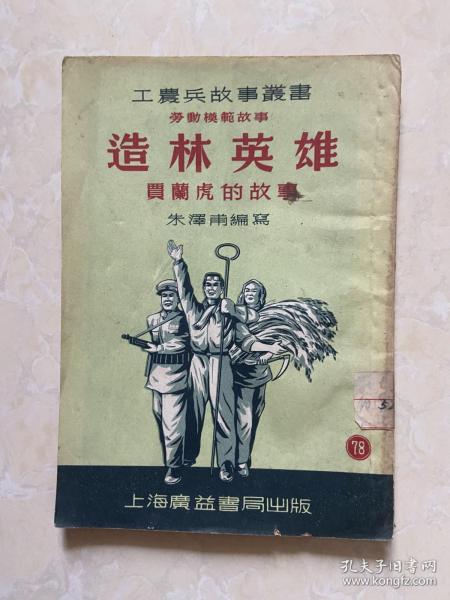 工農兵故事叢書
勞動模範故事
造林英雄
賈蘭虎的故事
朱澤甫編寫
78
上海廣益書局出版
孔夫子旧书网
www.kongfz.com